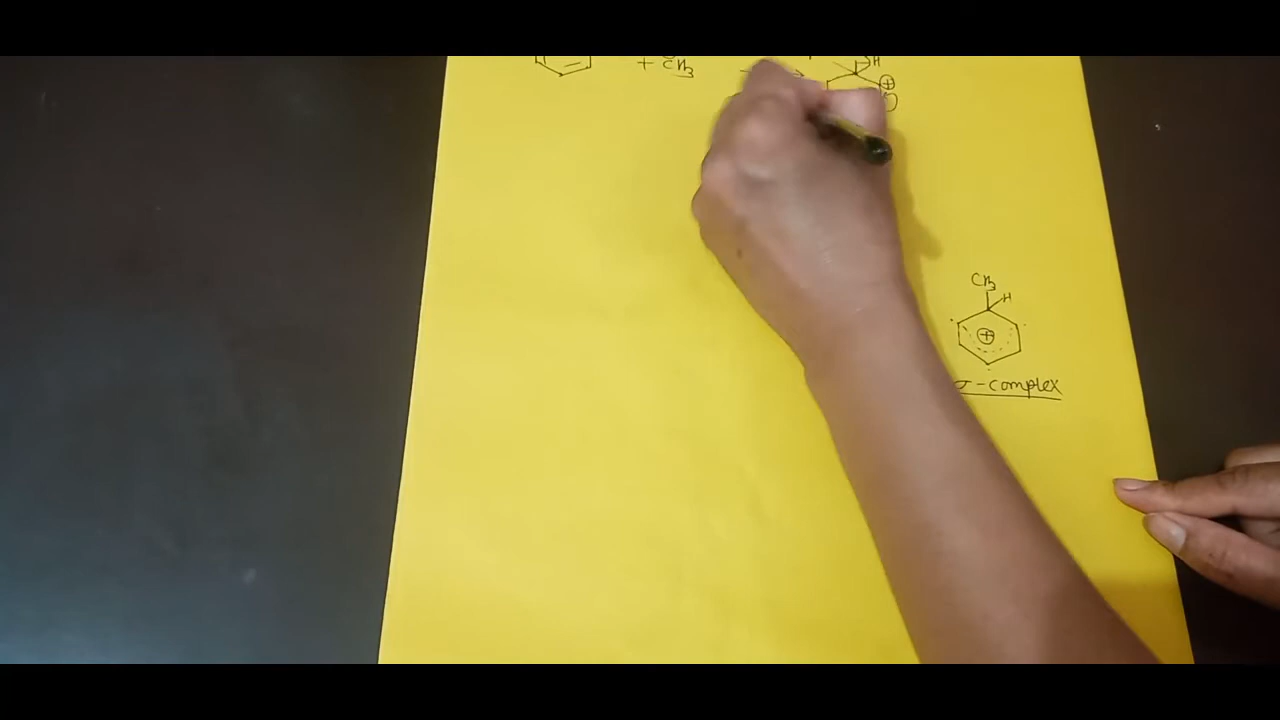 + CH3
H
⊕
CH3
H
⊕
σ-complex